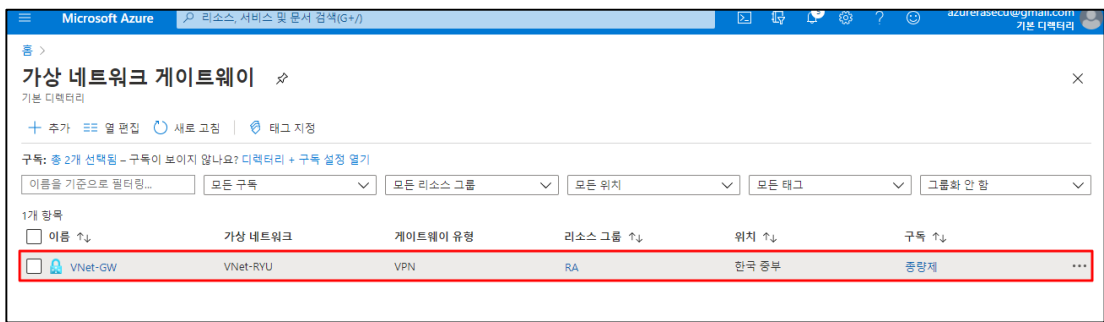 Microsoft Azure
리소스, 서비스 및 문서 검색(G+/)
azurerasecu@gmail.com
기본 디렉터리
홈 >
가상 네트워크 게이트웨이
기본 디렉터리
추가 열 편집 새로 고침 태그 지정
구독: 총 2개 선택됨 – 구독이 보이지 않나요? 디렉터리 + 구독 설정 열기
이름을 기준으로 필터링... 모든 구독 모든 리소스 그룹 모든 위치 모든 태그 그룹화 안 함
1개 항목
이름 ↑↓ 가상 네트워크 게이트웨이 유형 리소스 그룹 ↑↓ 위치 ↑↓ 구독 ↑↓
VNet-GW VNet-RYU VPN RA 한국 중부 종량제 ...